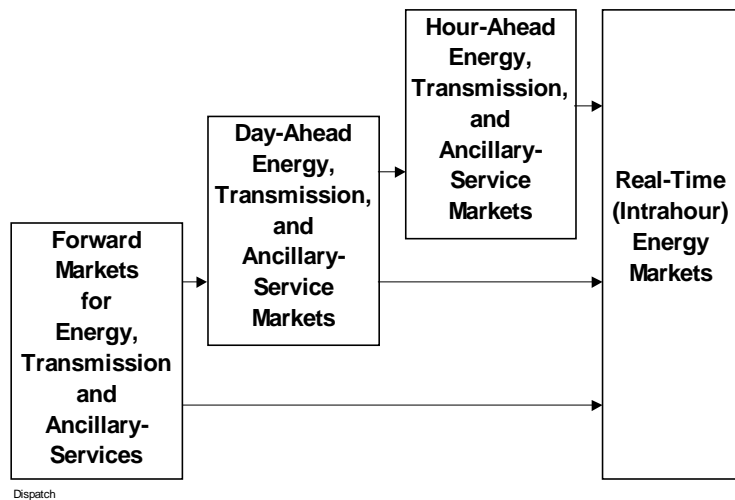 Forward
Markets
for
Energy,
Transmission
and
Ancillary-
Services
Day-Ahead
Energy,
Transmission,
and
Ancillary-
Service
Markets
Hour-Ahead
Energy,
Transmission,
and
Ancillary-
Service
Markets
Real-Time
(Intrahour)
Energy
Markets
Dispatch